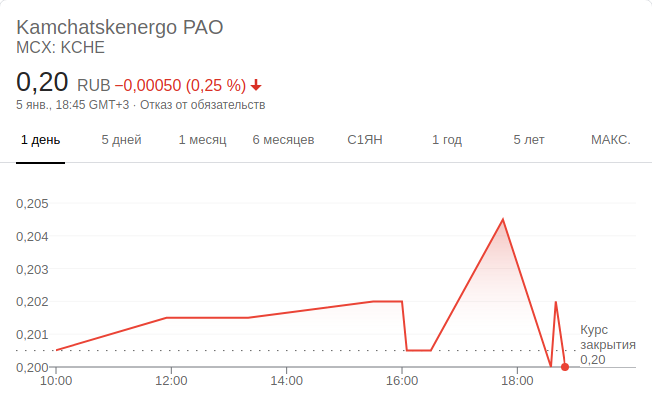 Kamchatskenergo PAO
MCX: KCHE
0,20 RUB −0,00050 (0,25 %)
5 янв., 18:45 GMT+3 · Отказ от обязательств
1 день 5 дней 1 месяц 6 месяцев С1ЯН 1 год 5 лет МАКС.
0,205
0,204
0,203
0,202
0,201
0,200
Курс
закрытия
0,20
10:00 12:00 14:00 16:00 18:00